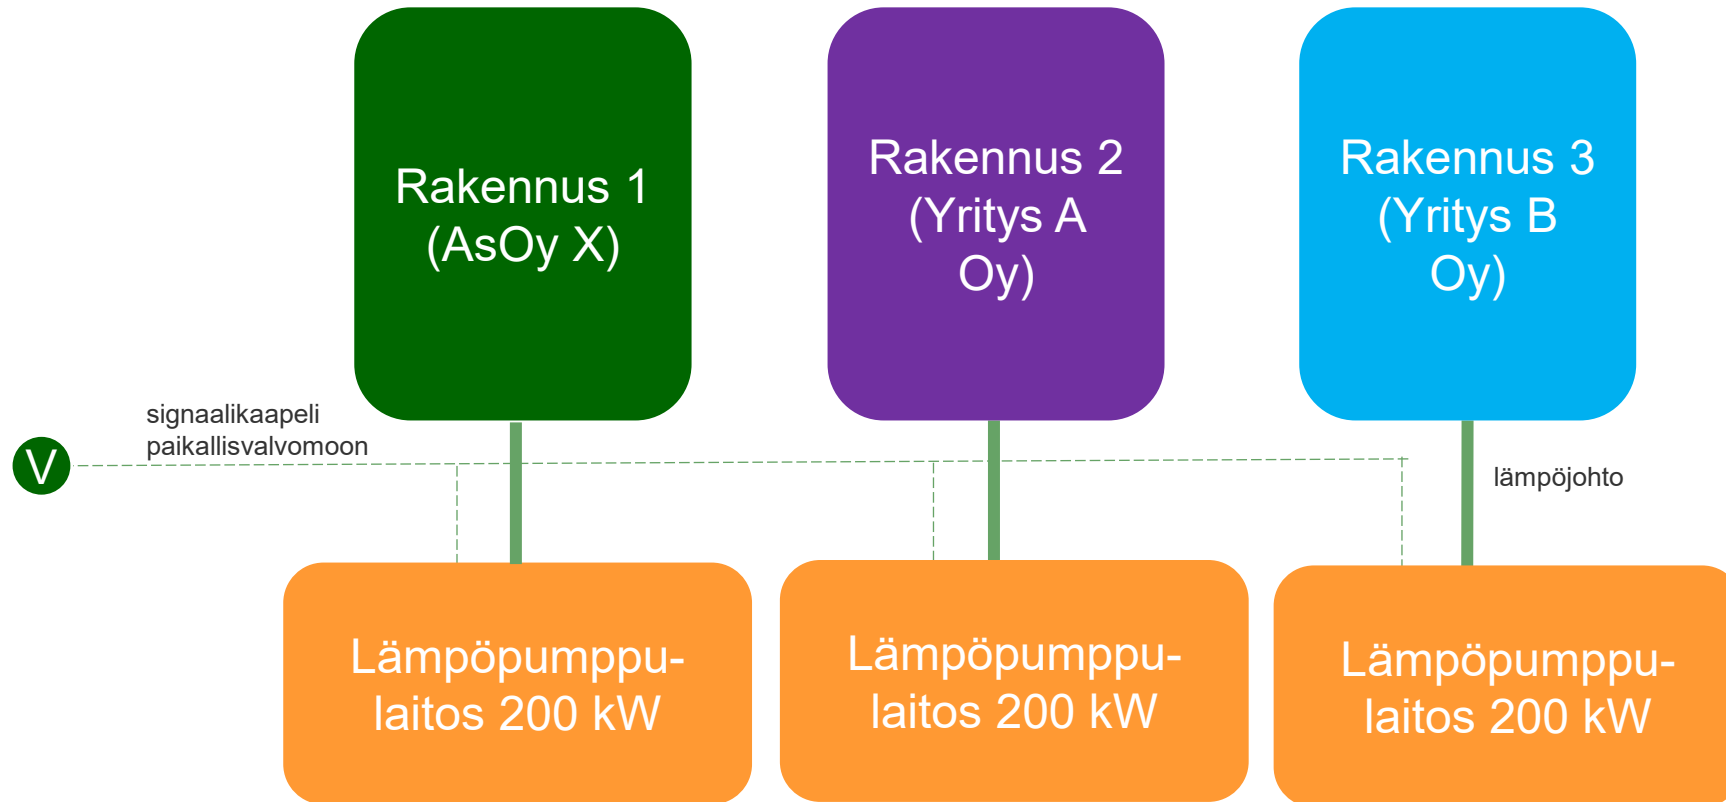 Rakennus 1
(AsOy X)
Rakennus 2
(Yritys A
Oy)
Rakennus 3
(Yritys B
Oy)
signaalikaapeli
paikallisvalvomoon
V
lämpöjohto
Lämpöpumppu-
laitos 200 kW
Lämpöpumppu-
laitos 200 kW
Lämpöpumppu-
laitos 200 kW